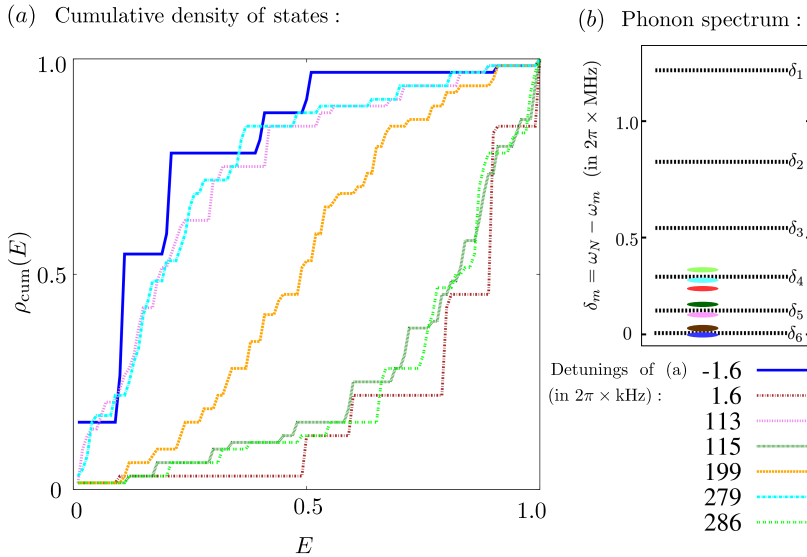 (a) Cumulative density of states :
1.0
0.5
0
ρcum(E)
0 0.5 1.0
E
(b) Phonon spectrum :
δm = ωN − ωm (in 2π × MHz)
1.0
0.5
0
δ1
δ2
δ3
δ4
δ5
δ6
Detunings of (a)
(in 2π × kHz) :
-1.6
1.6
113
115
199
279
286